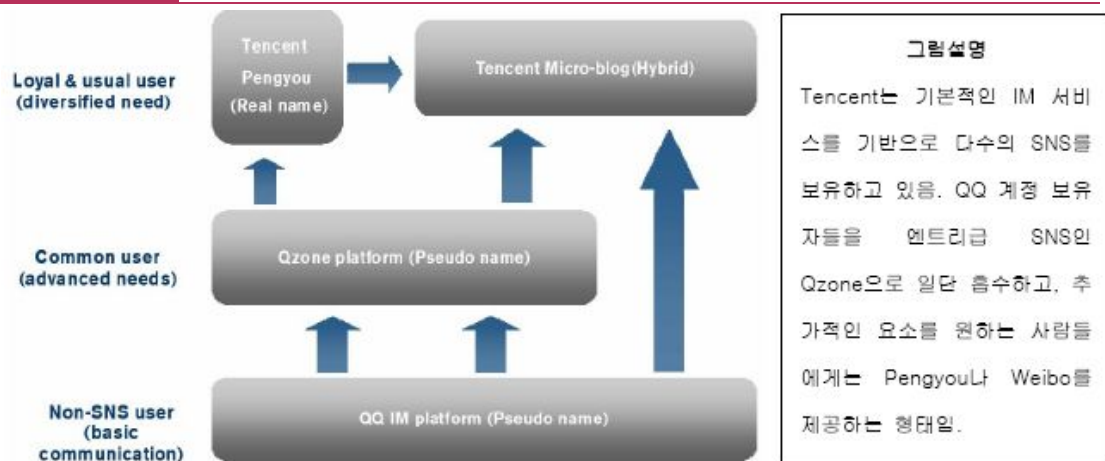 Loyal & usual user
(diversified need)
Tencent
Pengyou
(Real name)
Tencent Micro-blog(Hybrid)
Common user
(advanced needs)
Qzone platform (Pseudo name)
Non-SNS user
(basic
communication)
QQ IM platform (Pseudo name)
그림설명
Tencent는 기본적인 IM 서비
스를 기반으로 다수의 SNS를
보유하고 있음. QQ 계정 보유
자들을 엔트리급 SNS인
Qzone으로 일단 흡수하고, 추
가적인 요소를 원하는 사람들
에게는 Pengyou나 Weibo를
제공하는 형태임.